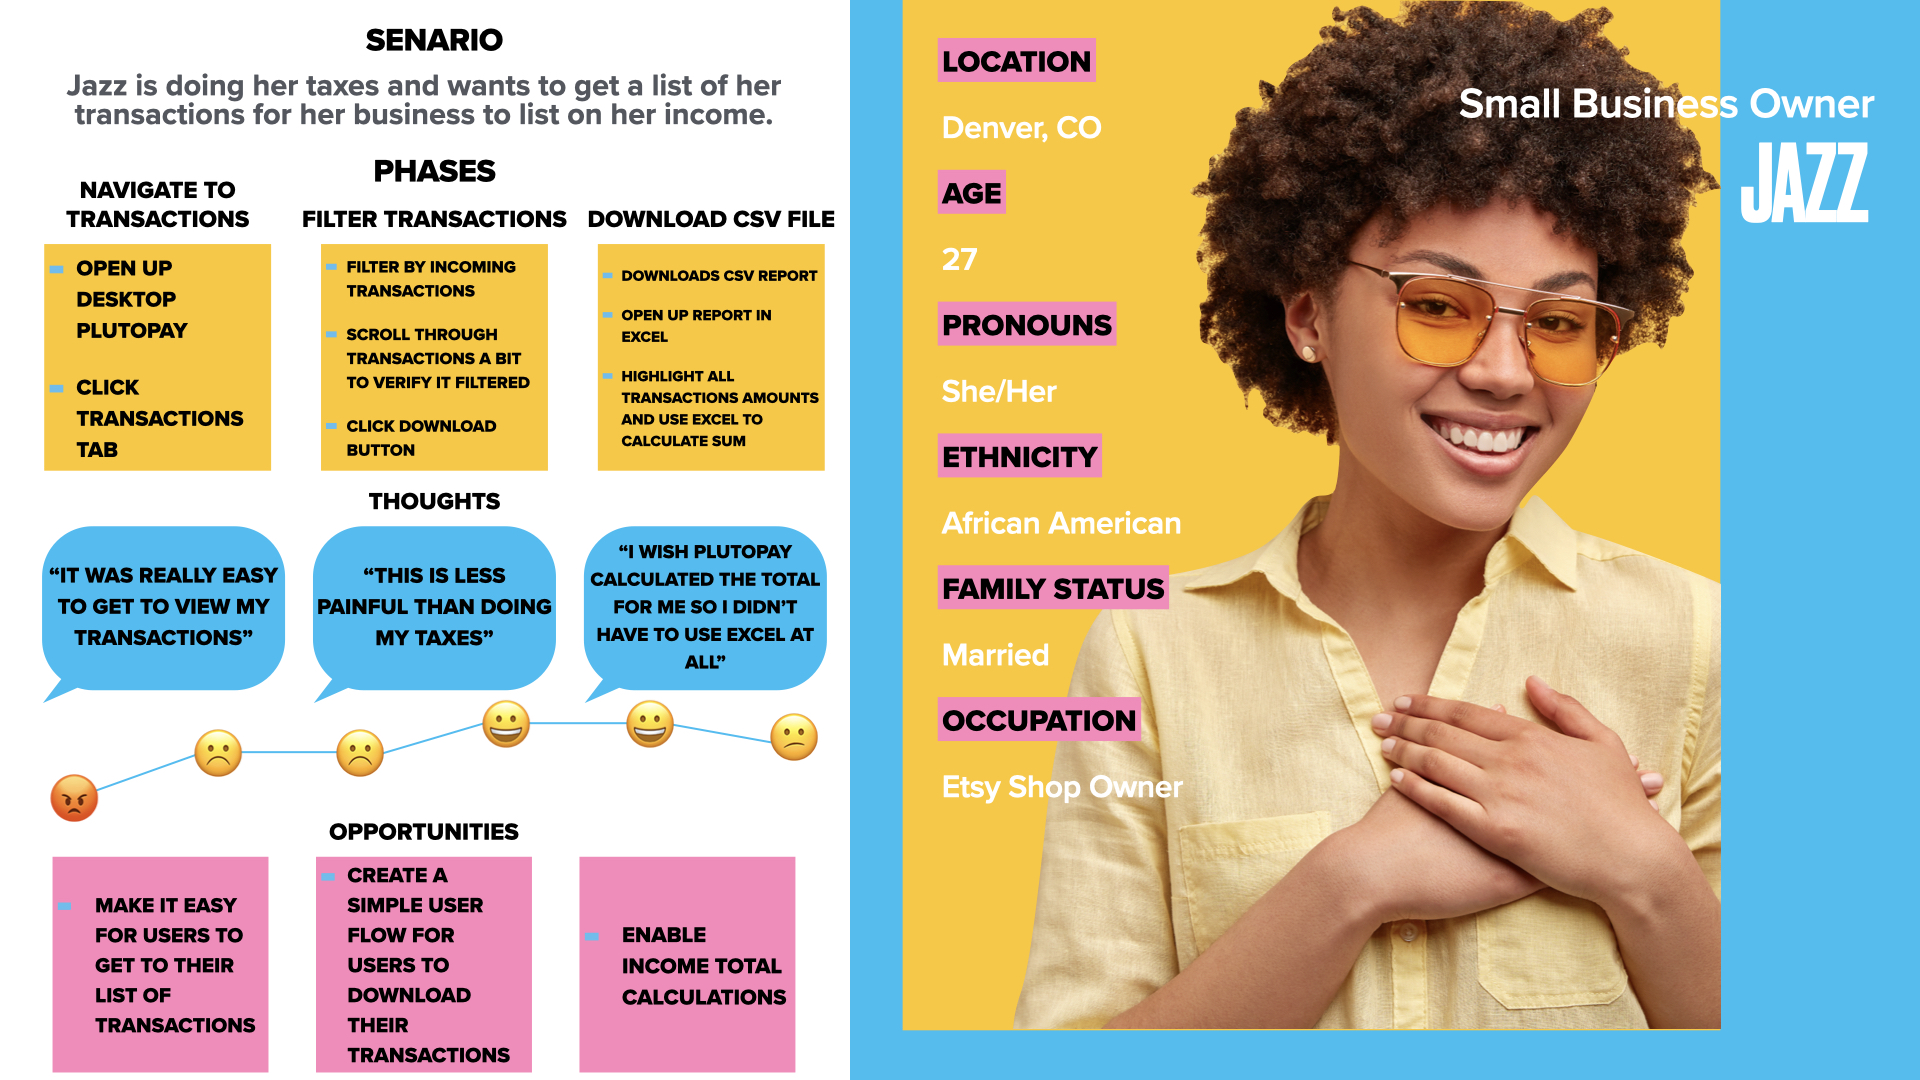 SENARIO
Jazz is doing her taxes and wants to get a list of her
transactions for her business to list on her income.
PHASES
NAVIGATE TO
TRANSACTIONS
OPEN UP
DESKTOP
PLUTOPAY
CLICK
TRANSACTIONS
TAB
FILTER TRANSACTIONS
FILTER BY INCOMING
TRANSACTIONS
SCROLL THROUGH
TRANSACTIONS A BIT
TO VERIFY IT FILTERED
CLICK DOWNLOAD
BUTTON
DOWNLOAD CSV FILE
DOWNLOADS CSV REPORT
OPEN UP REPORT IN
EXCEL
HIGHLIGHT ALL
TRANSACTIONS AMOUNTS
AND USE EXCEL TO
CALCULATE SUM
THOUGHTS
“IT WAS REALLY EASY
TO GET TO VIEW MY
TRANSACTIONS”
“THIS IS LESS
PAINFUL THAN DOING
MY TAXES”
“I WISH PLUTOPAY
CALCULATED THE TOTAL
FOR ME SO I DIDN’T
HAVE TO USE EXCEL AT
ALL”
OPPORTUNITIES
MAKE IT EASY
FOR USERS TO
GET TO THEIR
LIST OF
TRANSACTIONS
CREATE A
SIMPLE USER
FLOW FOR
USERS TO
DOWNLOAD
THEIR
TRANSACTIONS
ENABLE
INCOME TOTAL
CALCULATIONS
LOCATION
Denver, CO
AGE
27
PRONOUNS
She/Her
ETHNICITY
African American
FAMILY STATUS
Married
OCCUPATION
Etsy Shop Owner
Small Business Owner
JAZZ